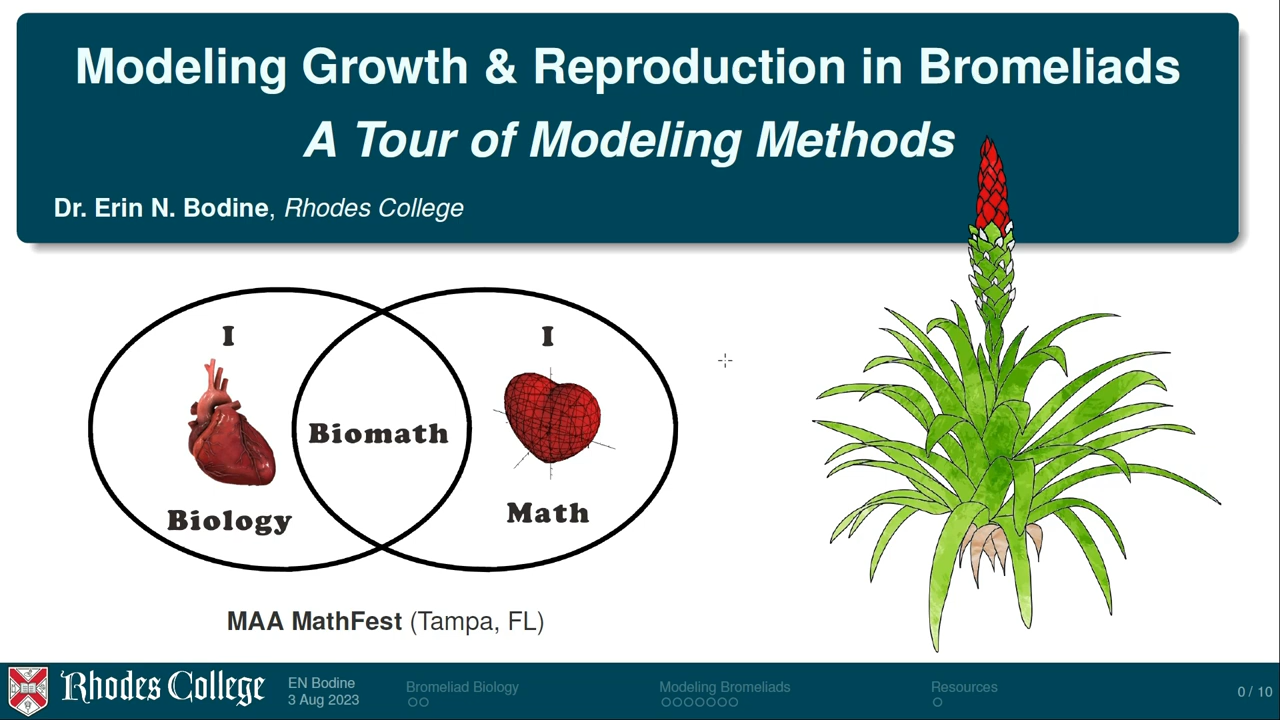 Modeling Growth & Reproduction in Bromeliads
A Tour of Modeling Methods
Dr. Erin N. Bodine, Rhodes College
I
Biology
Biomath
I
Math
MAA MathFest (Tampa, FL)
Rhodes College
EN Bodine
3 Aug 2023
Bromeliad Biology
Modeling Bromeliads
Resources
0 / 10